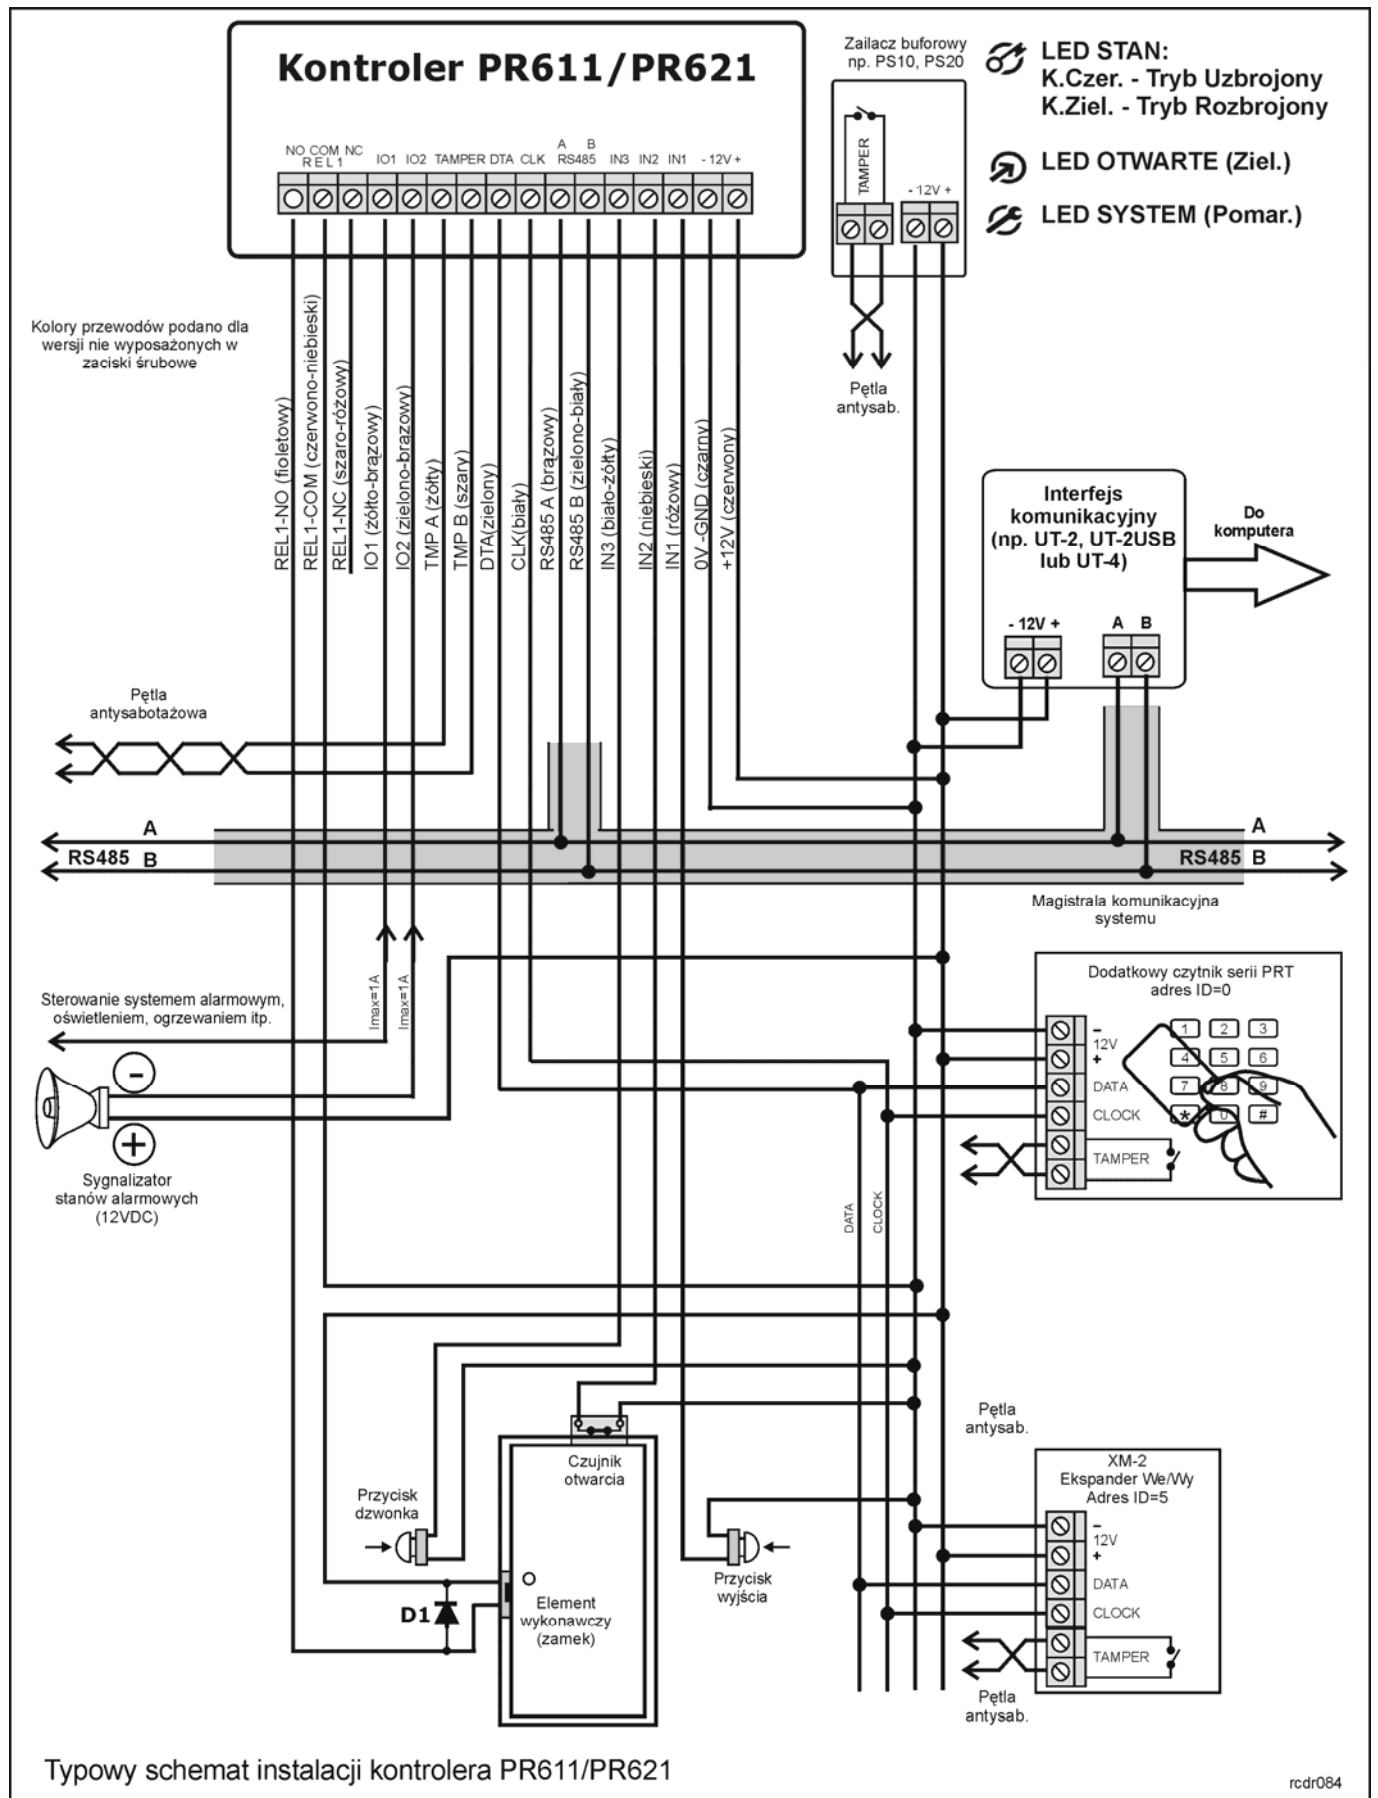 Kontroler PR611/PR621
NO COM NC
REL1
IO1 IO2 TAMPER DTA CLK
A B
RS485
IN3 IN2 IN1 - 12V +
Zailacz buforowy
np. PS10, PS20
TAMPER
- 12V +
Pętla
antysab.
LED STAN:
K.Czer. - Tryb Uzbrojony
K.Ziel. - Tryb Rozbrojony
LED OTWARTE (Ziel.)
LED SYSTEM (Pomar.)
Kolory przewodów podano dla
wersji nie wyposażonych w
zaciski śrubowe
REL1-NO (fioletowy)
REL1-COM (czerwono-niebieski)
REL1-NC (szaro-różowy)
IO1 (żółto-brązowy)
IO2 (zielono-brązowy)
TMP A (żółty)
TMP B (szary)
DTA(zielony)
CLK(biały)
RS485 A (brązowy)
RS485 B (zielono-biały)
IN3 (biało-żółty)
IN2 (niebieski)
IN1 (różowy)
0V -GND (czarny)
+12V (czerwony)
Interfejs
komunikacyjny
(np. UT-2, UT-2USB
lub UT-4)
- 12V +
A B
Do
komputera
Pętla
antysabotażowa
A
RS485 B
A
RS485 B
Magistrala komunikacyjna
systemu
Imax=1A
Imax=1A
Sterowanie systemem alarmowym,
oświetleniem, ogrzewaniem itp.
-
+
Sygnalizator
stanów alarmowych
(12VDC)
Dodatkowy czytnik serii PRT
adres ID=0
-
12V
+
DATA
CLOCK
TAMPER
1 2 3
4 5 6
7 8 9
* 0 #
DATA
CLOCK
Pętla
antysab.
XM-2
Ekspander We/Wy
Adres ID=5
-
12V
+
DATA
CLOCK
TAMPER
Pętla
antysab.
Czujnik
otwarcia
Przycisk
dzwonka
Przycisk
wyjścia
D1
Element
wykonawczy
(zamek)
Typowy schemat instalacji kontrolera PR611/PR621
rcdr084